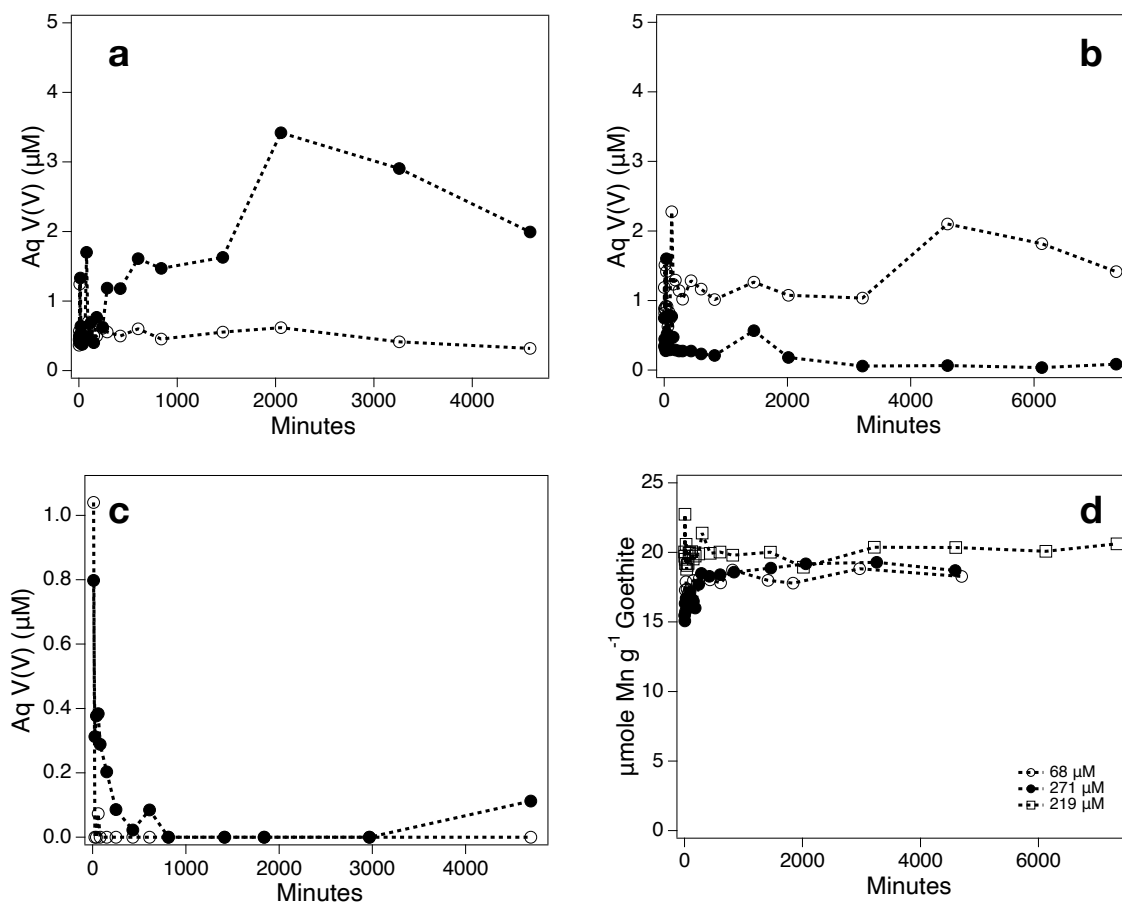 a
5
4
3
2
1
0
Aq V(V) (µM)
0 1000 2000 3000 4000
Minutes
b
5
4
3
2
1
0
Aq V(V) (µM)
0 2000 4000 6000
Minutes
c
1.0
0.8
0.6
0.4
0.2
0.0
Aq V(V) (µM)
0 1000 2000 3000 4000
Minutes
d
25
20
15
10
5
0
µmole Mn g⁻¹ Goethite
68 µM
271 µM
219 µM
0 2000 4000 6000
Minutes